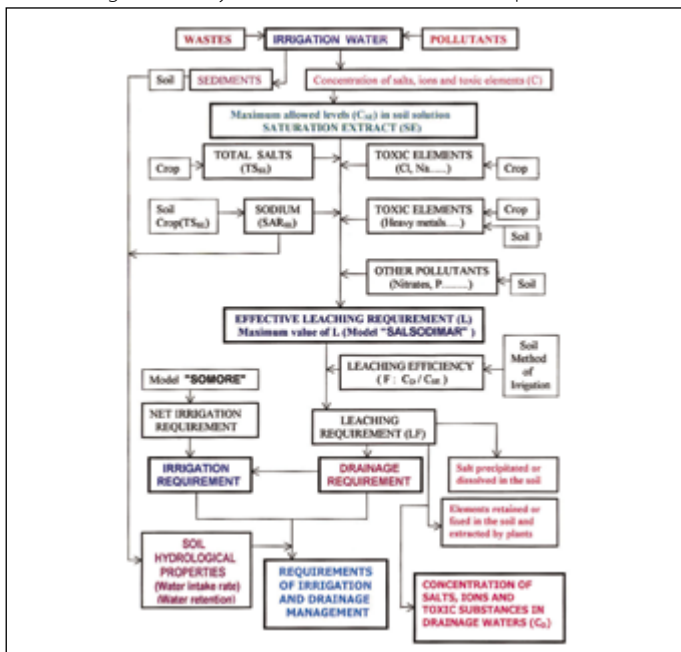 WASTES
IRRIGATION WATER
POLLUTANTS
Soil
SEDIMENTS
Concentration of salts, ions and toxic elements (C)
Maximum allowed levels (CSE) in soil solution
SATURATION EXTRACT (SE)
Crop
TOTAL SALTS
(TSSE)
TOXIC ELEMENTS
(Cl, Na.....)
Crop
Soil
Crop(TSSE)
SODIUM
(SARSE)
TOXIC ELEMENTS
(Heavy metals....)
Crop
Soil
OTHER POLLUTANTS
(Nitrates, P.........)
Soil
EFFECTIVE LEACHING REQUIREMENT (L)
Maximum value of L (Model "SALSODIMAR" )
LEACHING EFFICIENCY
( F : CD / CSE )
Soil
Method
of
Irrigation
Model "SOMORE"
NET IRRIGATION
REQUIREMENT
LEACHING
REQUIREMENT (LF)
IRRIGATION
REQUIREMENT
DRAINAGE
REQUIREMENT
Salt precipitated or
dissolved in the soil
Elements retained or
fixed in the soil and
extracted by plants
SOIL
HYDROLOGICAL
PROPERTIES
(Water intake rate)
(Water retention)
REQUIREMENTS
OF IRRIGATION
AND DRAINAGE
MANAGEMENT
CONCENTRATION OF
SALTS, IONS AND
TOXIC SUBSTANCES IN
DRAINAGE WATERS (CD)